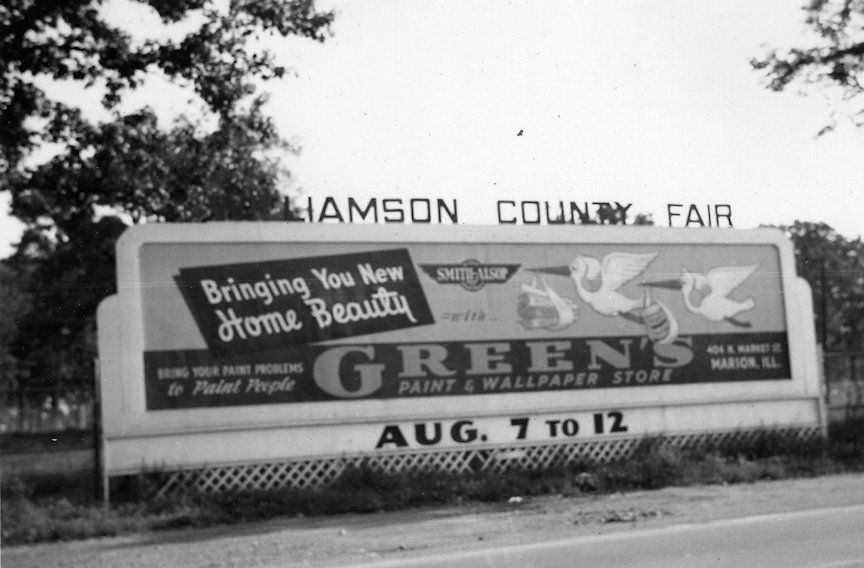 LIAMSON COUNTY FAIR
Bringing You New
Home Beauty
SMITH-ALSOP
with
BRING YOUR PAINT PROBLEMS
to Paint People
GREEN'S
PAINT & WALLPAPER STORE
404 N. MARKET ST.
MARION, ILL.
AUG. 7 TO 12